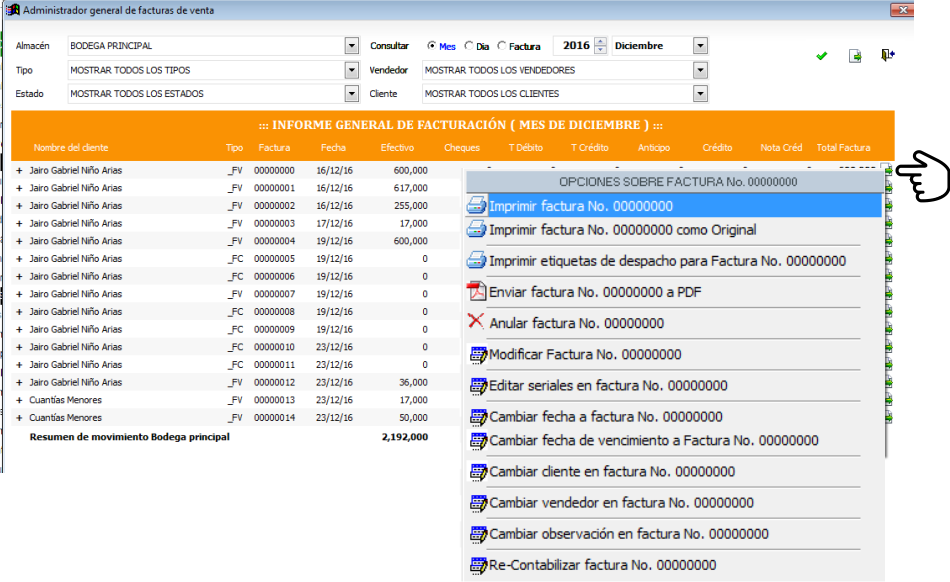 Administrador general de facturas de venta
Almacén BODEGA PRINCIPAL Consultar Mes Dia Factura 2016 Diciembre
Tipo MOSTRAR TODOS LOS TIPOS Vendedor MOSTRAR TODOS LOS VENDEDORES
Estado MOSTRAR TODOS LOS ESTADOS Cliente MOSTRAR TODOS LOS CLIENTES
::: INFORME GENERAL DE FACTURACIÓN ( MES DE DICIEMBRE ) :::
Nombre del cliente Tipo Factura Fecha Efectivo Cheques T Débito T Crédito Anticipo Crédito Nota Créd Total Factura
+ Jairo Gabriel Niño Arias _FV 00000000 16/12/16 600,000
+ Jairo Gabriel Niño Arias _FV 00000001 16/12/16 617,000
+ Jairo Gabriel Niño Arias _FV 00000002 16/12/16 255,000
+ Jairo Gabriel Niño Arias _FV 00000003 17/12/16 17,000
+ Jairo Gabriel Niño Arias _FV 00000004 19/12/16 600,000
+ Jairo Gabriel Niño Arias _FC 00000005 19/12/16 0
+ Jairo Gabriel Niño Arias _FC 00000006 19/12/16 0
+ Jairo Gabriel Niño Arias _FV 00000007 19/12/16 0
+ Jairo Gabriel Niño Arias _FC 00000008 19/12/16 0
+ Jairo Gabriel Niño Arias _FC 00000009 19/12/16 0
+ Jairo Gabriel Niño Arias _FC 00000010 23/12/16 0
+ Jairo Gabriel Niño Arias _FC 00000011 23/12/16 0
+ Jairo Gabriel Niño Arias _FV 00000012 23/12/16 36,000
+ Cuantías Menores _FV 00000013 23/12/16 17,000
+ Cuantías Menores _FV 00000014 23/12/16 50,000
Resumen de movimiento Bodega principal 2,192,000
OPCIONES SOBRE FACTURA No. 00000000
Imprimir factura No. 00000000
Imprimir factura No. 00000000 como Original
Imprimir etiquetas de despacho para Factura No. 00000000
Enviar factura No. 00000000 a PDF
Anular factura No. 00000000
Modificar Factura No. 00000000
Editar seriales en factura No. 00000000
Cambiar fecha a factura No. 00000000
Cambiar fecha de vencimiento a Factura No. 00000000
Cambiar cliente en factura No. 00000000
Cambiar vendedor en factura No. 00000000
Cambiar observación en factura No. 00000000
Re-Contabilizar factura No. 00000000